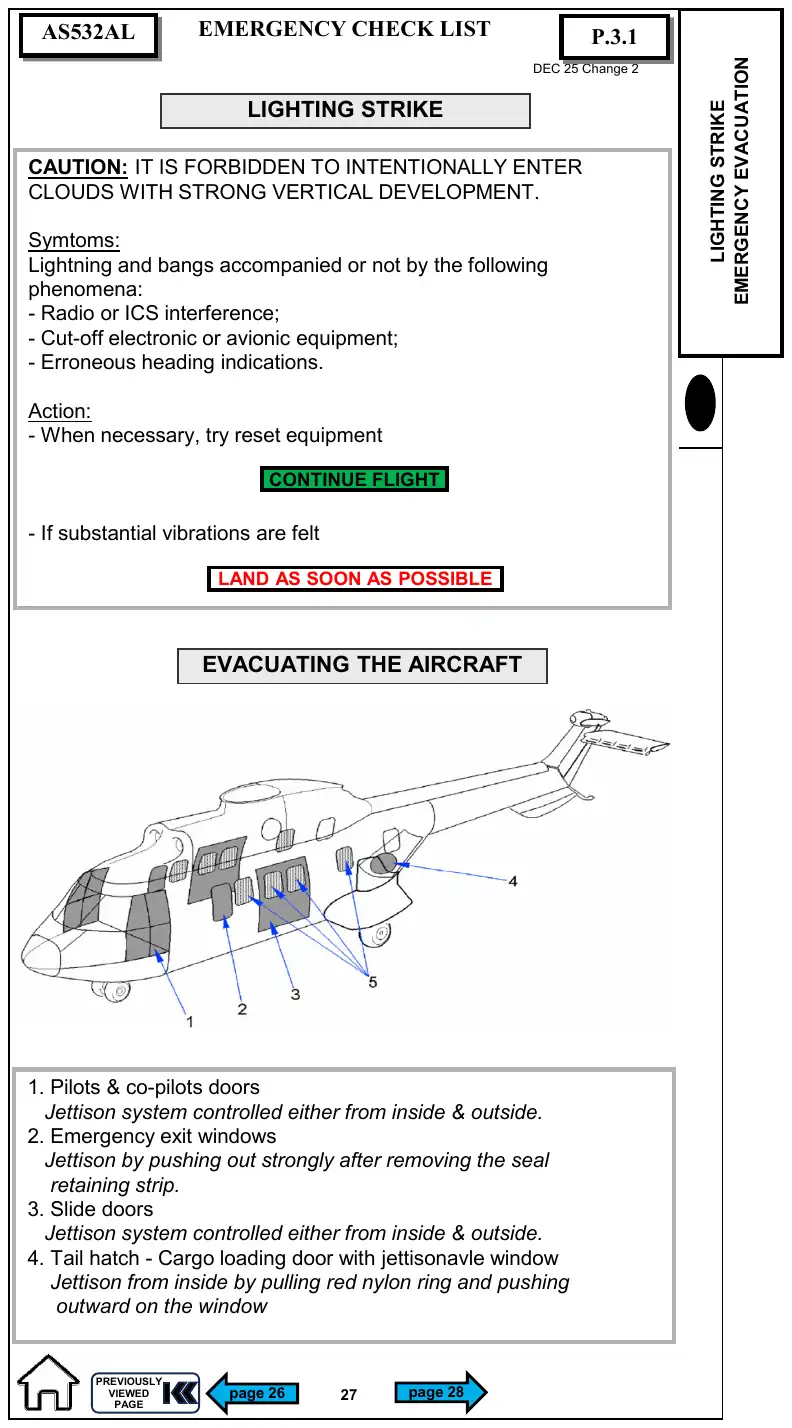 AS532AL
EMERGENCY CHECK LIST
P.3.1
DEC 25 Change 2
LIGHTING STRIKE
EMERGENCY EVACUATION
LIGHTING STRIKE
CAUTION: IT IS FORBIDDEN TO INTENTIONALLY ENTER
CLOUDS WITH STRONG VERTICAL DEVELOPMENT.
Symtoms:
Lightning and bangs accompanied or not by the following
phenomena:
- Radio or ICS interference;
- Cut-off electronic or avionic equipment;
- Erroneous heading indications.
Action:
- When necessary, try reset equipment
CONTINUE FLIGHT
- If substantial vibrations are felt
LAND AS SOON AS POSSIBLE
EVACUATING THE AIRCRAFT
4
5
3
2
1
1. Pilots & co-pilots doors
Jettison system controlled either from inside & outside.
2. Emergency exit windows
Jettison by pushing out strongly after removing the seal
retaining strip.
3. Slide doors
Jettison system controlled either from inside & outside.
4. Tail hatch - Cargo loading door with jettisonavle window
Jettison from inside by pulling red nylon ring and pushing
outward on the window
PREVIOUSLY
VIEWED
PAGE
page 26
27
page 28